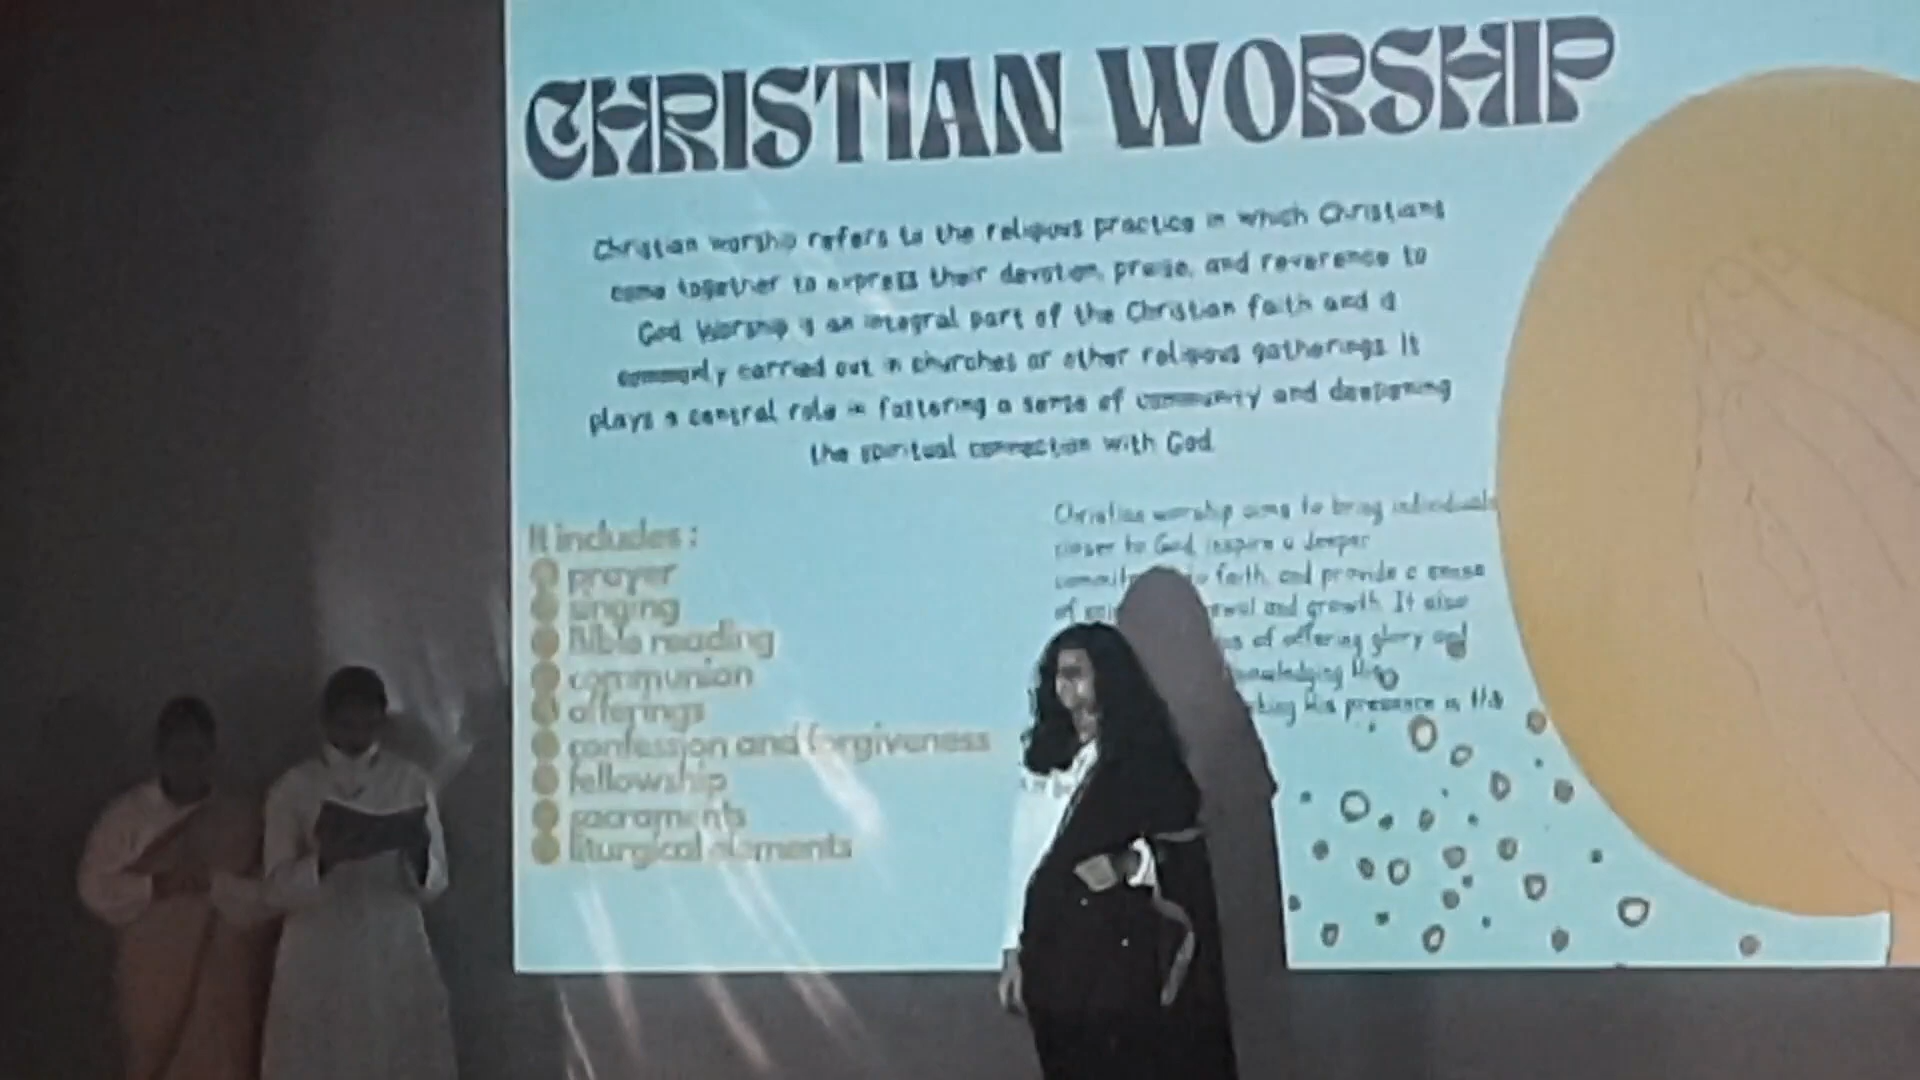 CHRISTIAN WORSHIP
Christian worship refers to the religious practice in which Christians
come together to express their devotion, praise, and reverence to
God Worship is an integral part of the Christian faith and is
commonly carried out in churches or other religious gatherings. It
plays a central role in fostering a sense of community and deepening
the spiritual connection with God.
It includes :
prayer
singing
Bible reading
communion
offerings
confession and forgiveness
fellowship
sacraments
liturgical elements
Christian worship aims to bring individuals
closer to God, inspire a deeper
faith, and provide a sense
of and growth. It also
of offering glory and
His
His presence in the